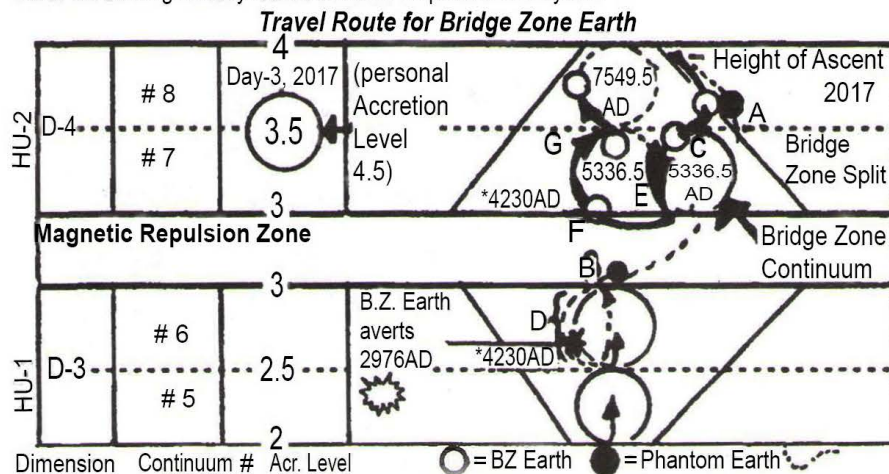 Travel Route for Bridge Zone Earth
4
Day-3, 2017
(personal
Accretion
Level
4.5)
7549.5
AD
Height of Ascent
2017
# 8
HU-2
D-4
3.5
A
# 7
G
C
Bridge
Zone Split
5336.5
5336.5
AD
*4230AD
E
3
F
Magnetic Repulsion Zone
Bridge Zone
Continuum
B
3
B.Z. Earth
averts
2976AD
# 6
D
*4230AD
HU-1
D-3
2.5
# 5
2
Dimension Continuum # Acr. Level = BZ Earth = Phantom Earth